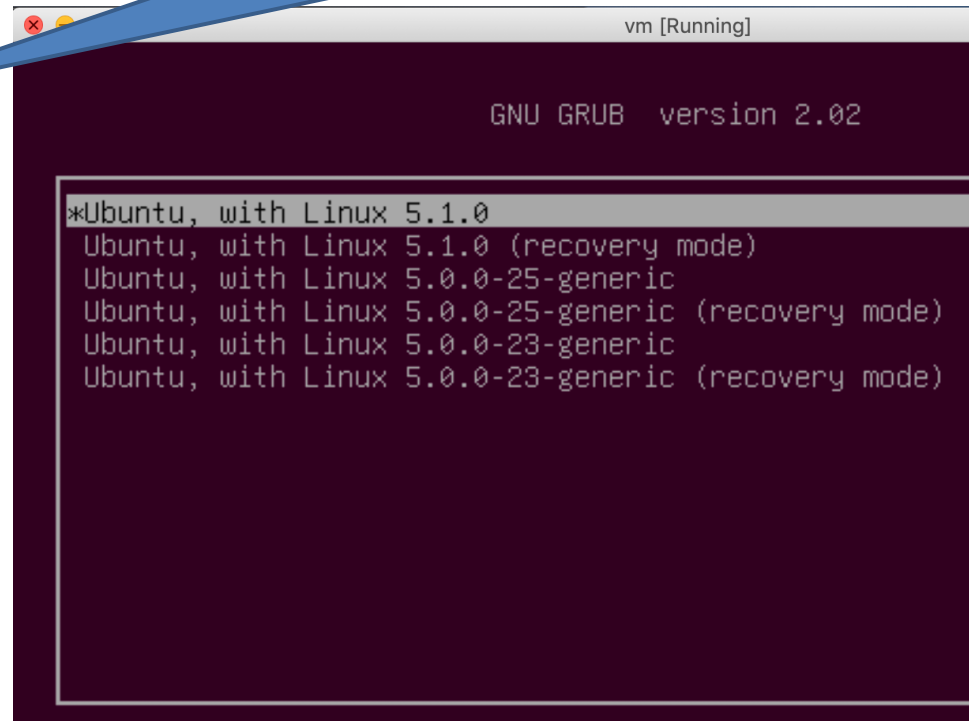 vm [Running]
GNU GRUB version 2.02
*Ubuntu, with Linux 5.1.0
Ubuntu, with Linux 5.1.0 (recovery mode)
Ubuntu, with Linux 5.0.0-25-generic
Ubuntu, with Linux 5.0.0-25-generic (recovery mode)
Ubuntu, with Linux 5.0.0-23-generic
Ubuntu, with Linux 5.0.0-23-generic (recovery mode)